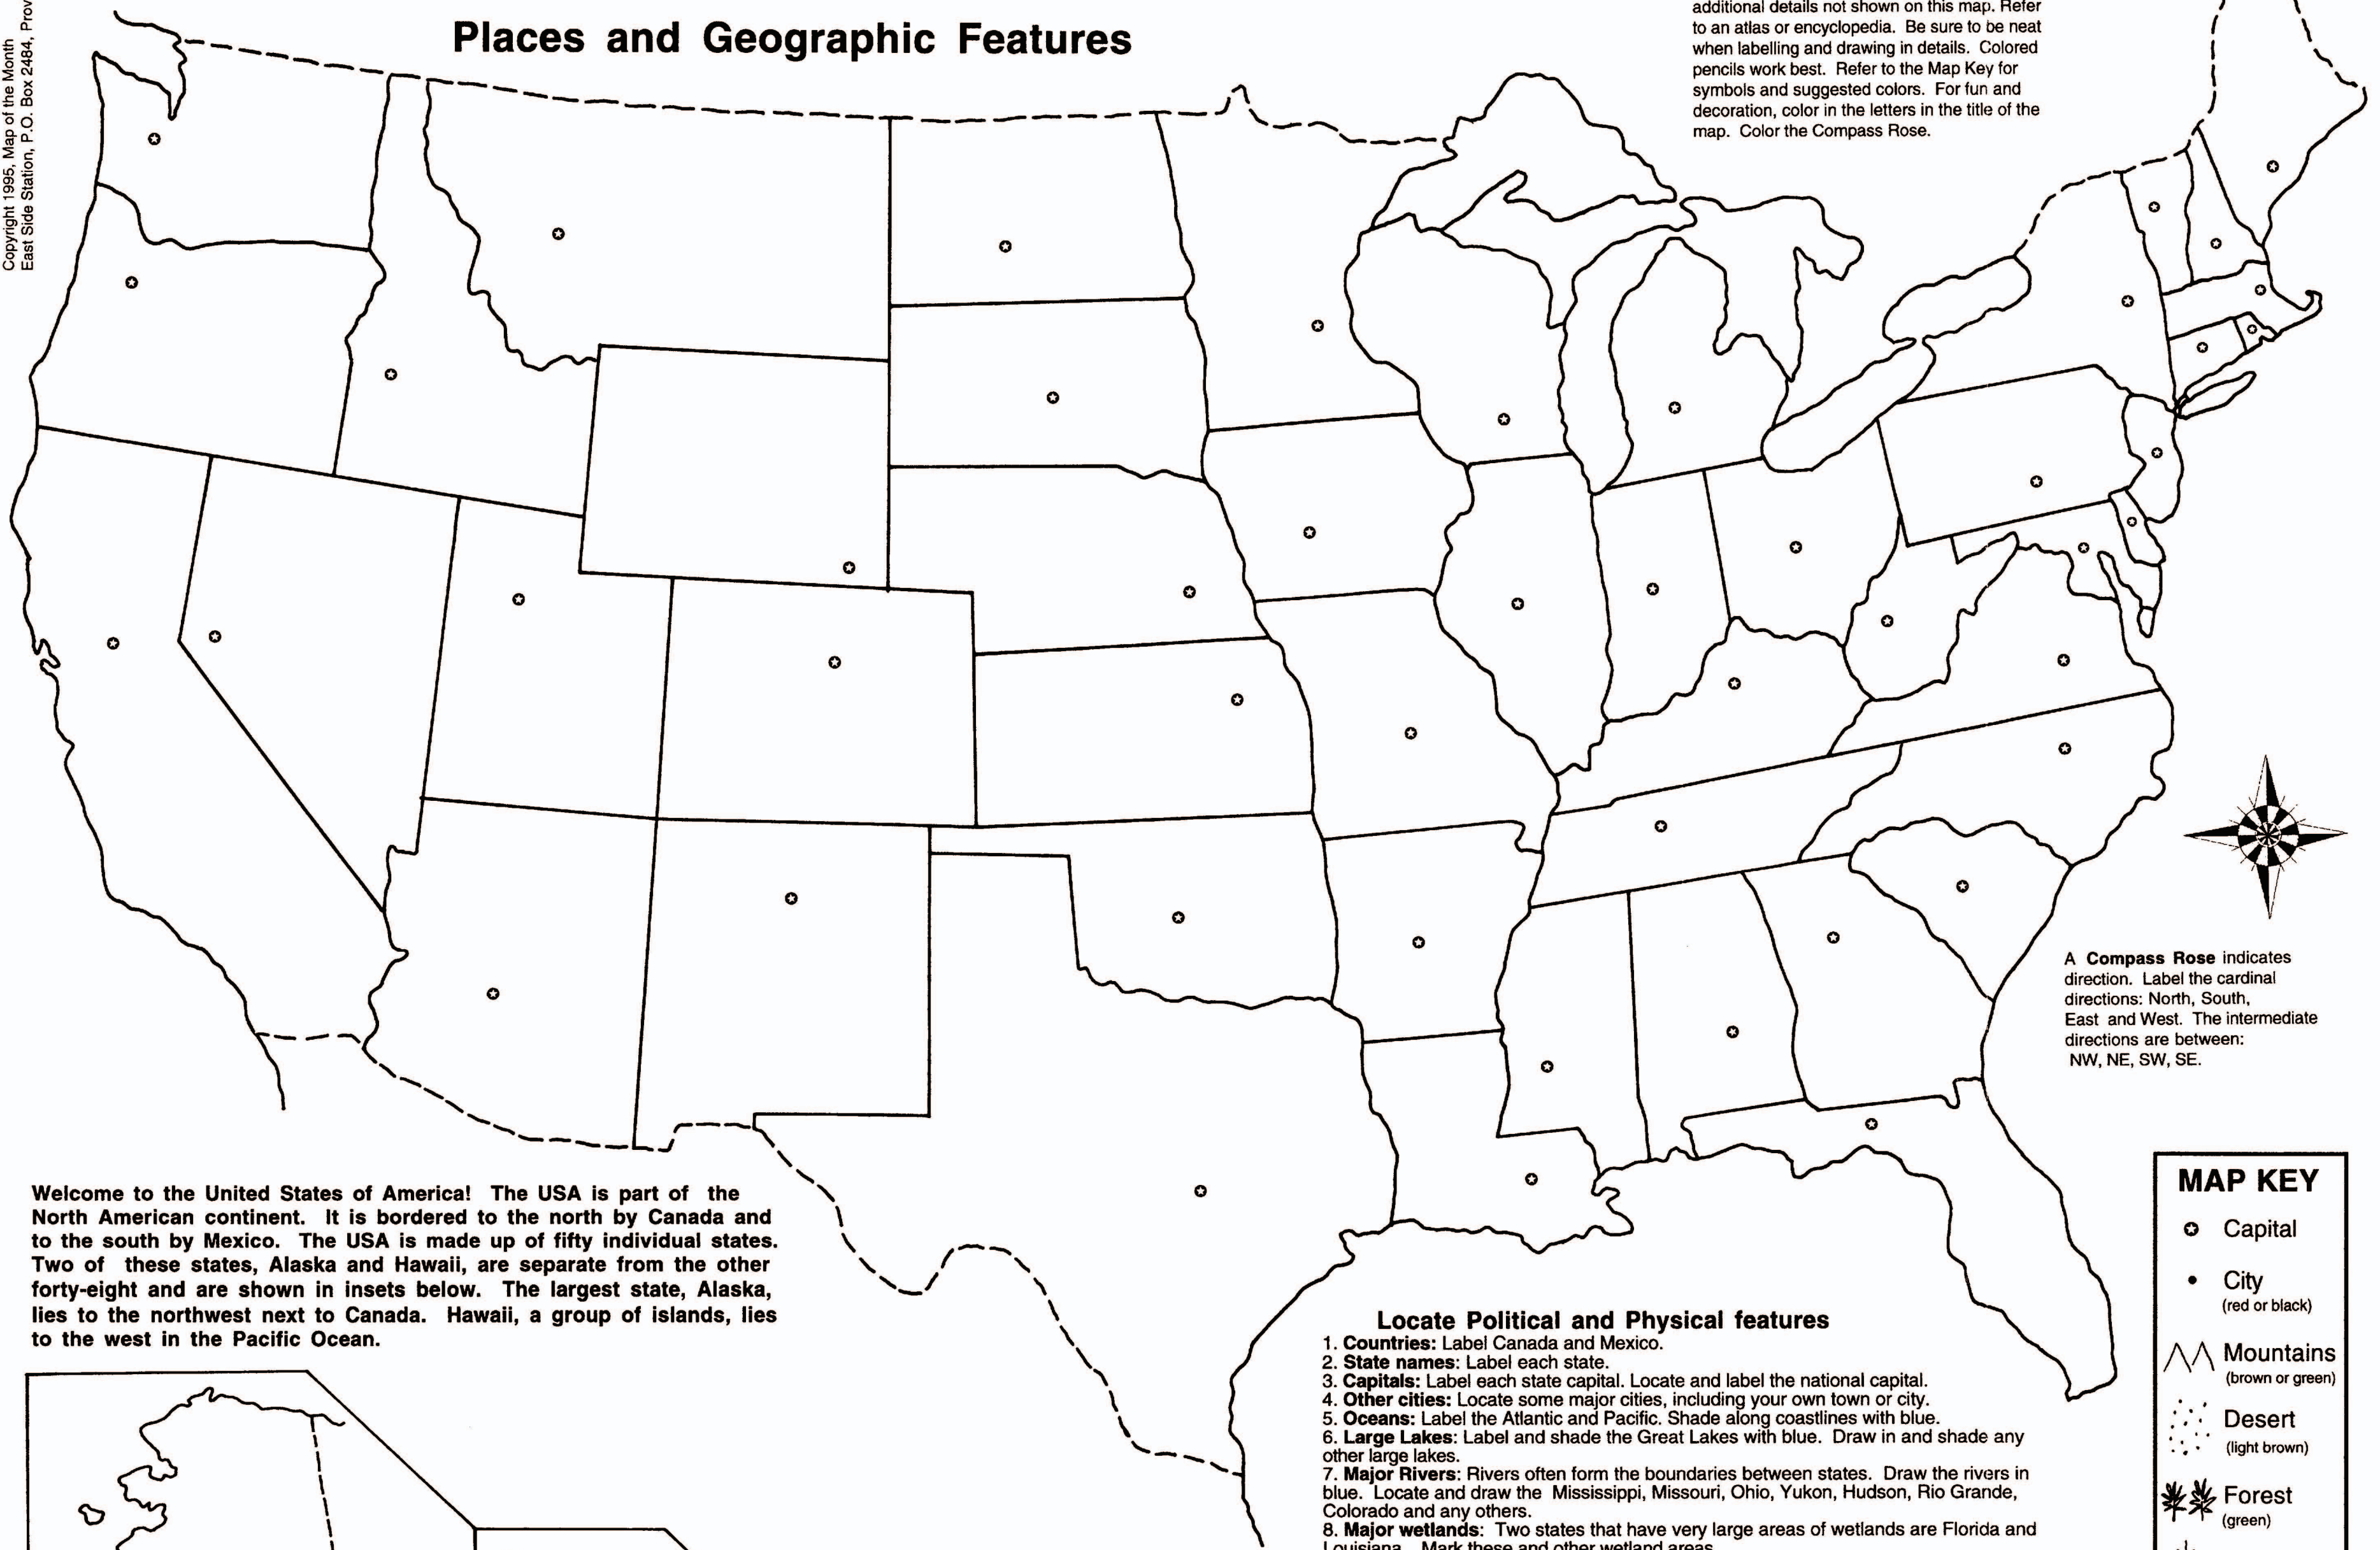 Copyright 1995, Map of the Month
East Side Station, P.O. Box 2484, Prov
Places and Geographic Features
additional details not shown on this map. Refer
to an atlas or encyclopedia. Be sure to be neat
when labelling and drawing in details. Colored
pencils work best. Refer to the Map Key for
symbols and suggested colors. For fun and
decoration, color in the letters in the title of the
map. Color the Compass Rose.
A Compass Rose indicates
direction. Label the cardinal
directions: North, South,
East and West. The intermediate
directions are between:
NW, NE, SW, SE.
Welcome to the United States of America! The USA is part of the
North American continent. It is bordered to the north by Canada and
to the south by Mexico. The USA is made up of fifty individual states.
Two of these states, Alaska and Hawaii, are separate from the other
forty-eight and are shown in insets below. The largest state, Alaska,
lies to the northwest next to Canada. Hawaii, a group of islands, lies
to the west in the Pacific Ocean.
Locate Political and Physical features
1. Countries: Label Canada and Mexico.
2. State names: Label each state.
3. Capitals: Label each state capital. Locate and label the national capital.
4. Other cities: Locate some major cities, including your own town or city.
5. Oceans: Label the Atlantic and Pacific. Shade along coastlines with blue.
6. Large Lakes: Label and shade the Great Lakes with blue. Draw in and shade any
other large lakes.
7. Major Rivers: Rivers often form the boundaries between states. Draw the rivers in
blue. Locate and draw the Mississippi, Missouri, Ohio, Yukon, Hudson, Rio Grande,
Colorado and any others.
8. Major wetlands: Two states that have very large areas of wetlands are Florida and
Louisiana. Mark these and other wetland areas.
MAP KEY
Capital
City
(red or black)
Mountains
(brown or green)
Desert
(light brown)
Forest
(green)